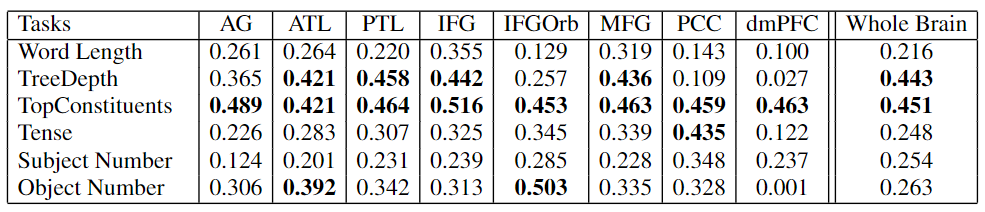 Tasks AG ATL PTL IFG IFGOrb MFG PCC dmPFC Whole Brain
Word Length 0.261 0.264 0.220 0.355 0.129 0.319 0.143 0.100 0.216
TreeDepth 0.365 0.421 0.458 0.442 0.257 0.436 0.109 0.027 0.443
TopConstituents 0.489 0.421 0.464 0.516 0.453 0.463 0.459 0.463 0.451
Tense 0.226 0.283 0.307 0.325 0.345 0.339 0.435 0.122 0.248
Subject Number 0.124 0.201 0.231 0.239 0.285 0.228 0.348 0.237 0.254
Object Number 0.306 0.392 0.342 0.313 0.503 0.335 0.328 0.001 0.263